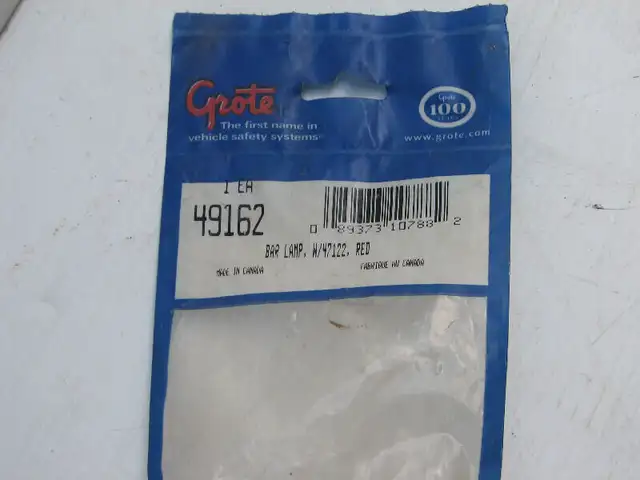 Grote
The first name in
vehicle safety systems®
Grote
100
www.grote.com
1 EA
49162
0 89373 10788 2
BAR LAMP, W/47122, RED
MADE IN CANADA
FABRIQUE AU CANADA